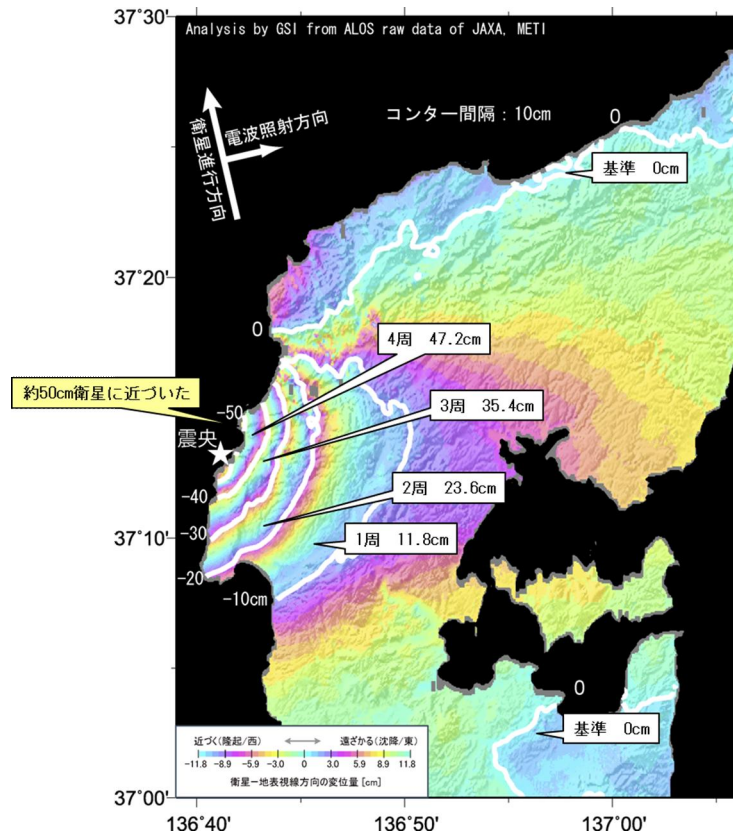 37°30'
Analysis by GSI from ALOS raw data of JAXA, METI
衛星進行方向
電波照射方向
コンター間隔：10cm
0
基準　0cm
37°20'
0
4周　47.2cm
約50cm衛星に近づいた
-50
3周　35.4cm
震央
-40
2周　23.6cm
-30
1周　11.8cm
37°10'
-20
-10cm
0
基準　0cm
近づく(隆起/西)
遠ざかる(沈降/東)
-11.8 -8.9 -5.9 -3.0 0 3.0 5.9 8.9 11.8
衛星－地表視線方向の変位量 [cm]
37°00'
136°40' 136°50' 137°00'